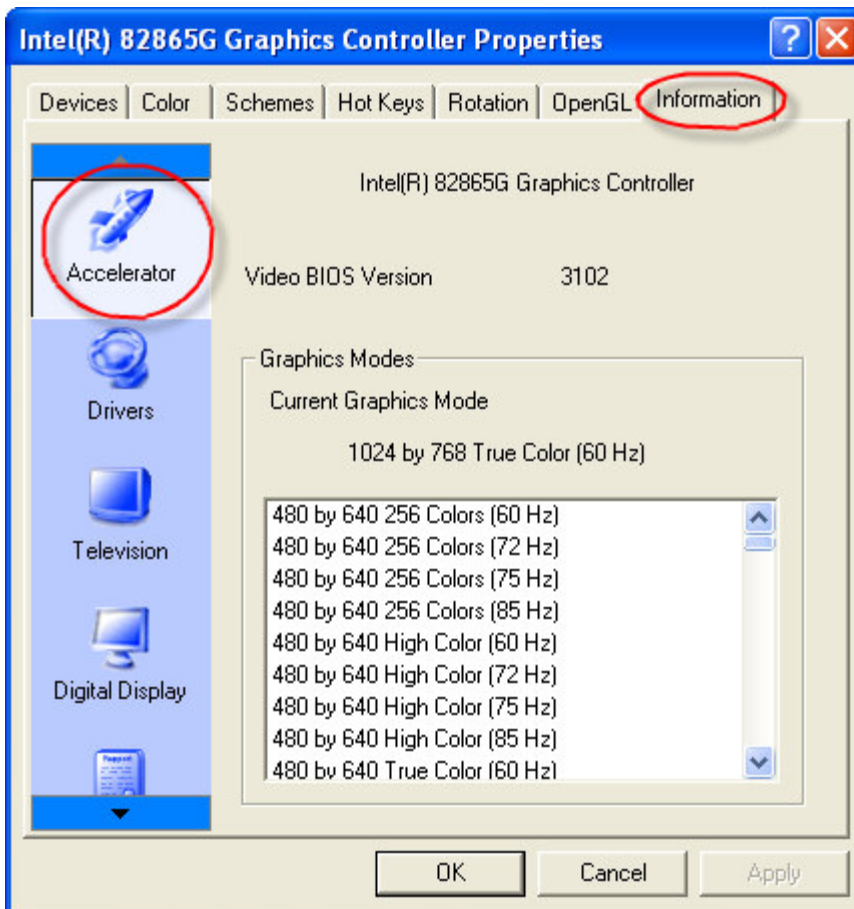 Intel(R) 82865G Graphics Controller Properties
Devices Color Schemes Hot Keys Rotation OpenGL Information
Intel(R) 82865G Graphics Controller
Accelerator
Video BIOS Version 3102
Drivers
Television
Digital Display
Graphics Modes
Current Graphics Mode
1024 by 768 True Color (60 Hz)
480 by 640 256 Colors (60 Hz)
480 by 640 256 Colors (72 Hz)
480 by 640 256 Colors (75 Hz)
480 by 640 256 Colors (85 Hz)
480 by 640 High Color (60 Hz)
480 by 640 High Color (72 Hz)
480 by 640 High Color (75 Hz)
480 by 640 High Color (85 Hz)
480 by 640 True Color (60 Hz)
OK Cancel Apply